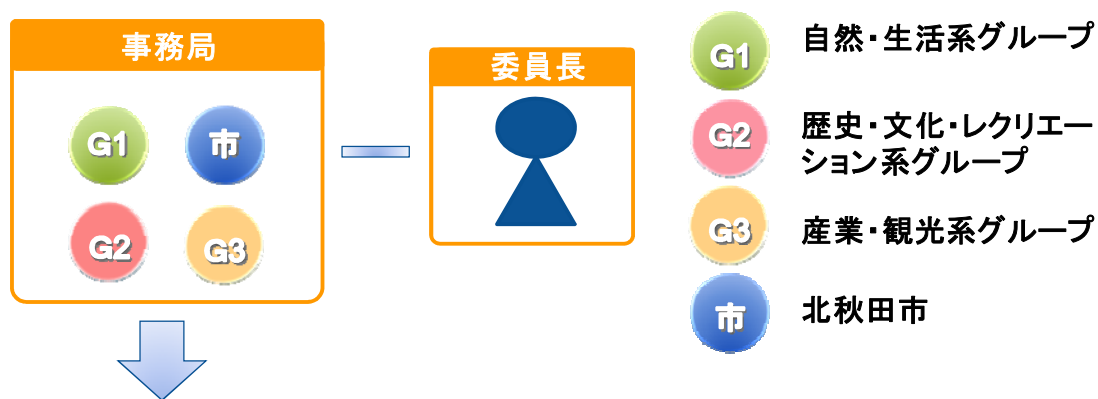 事務局
G1
市
G2
G3
委員長
G1
自然・生活系グループ
G2
歴史・文化・レクリエー
ション系グループ
G3
産業・観光系グループ
市
北秋田市